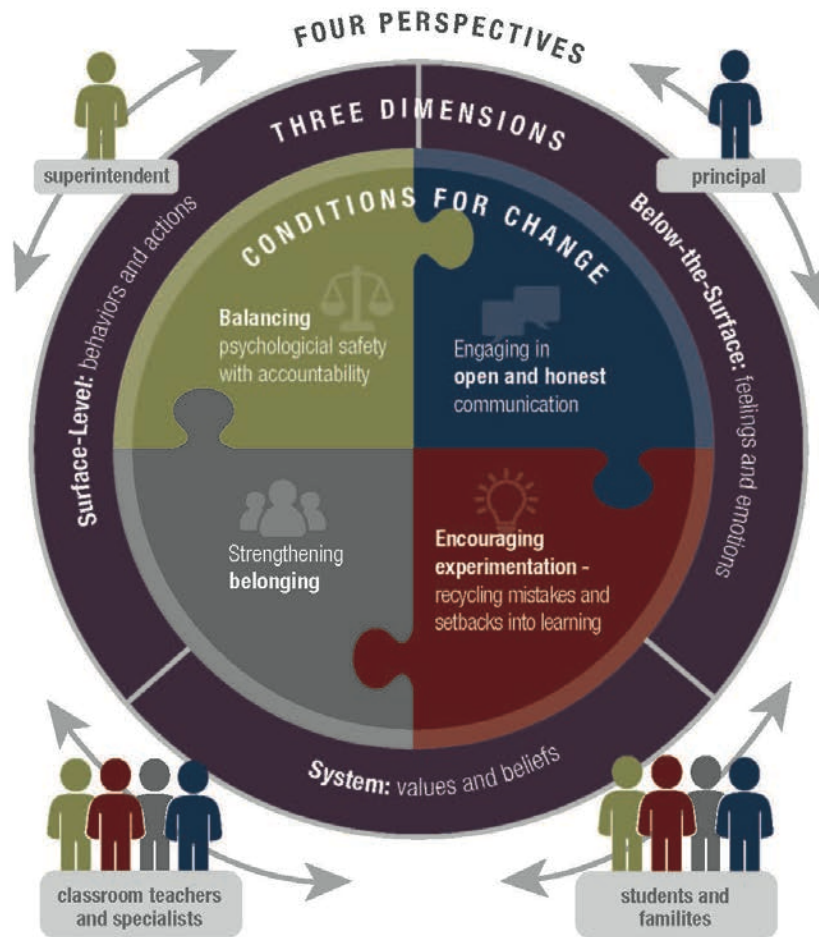 FOUR PERSPECTIVES
superintendent
principal
THREE DIMENSIONS
Surface-Level: behaviors and actions
Below-the-Surface: feelings and emotions
CONDITIONS FOR CHANGE
Balancing
psychologicial safety
with accountability
Engaging in
open and honest
communication
Strengthening
belonging
Encouraging
experimentation -
recycling mistakes and
setbacks into learning
System: values and beliefs
classroom teachers
and specialists
students and
familites